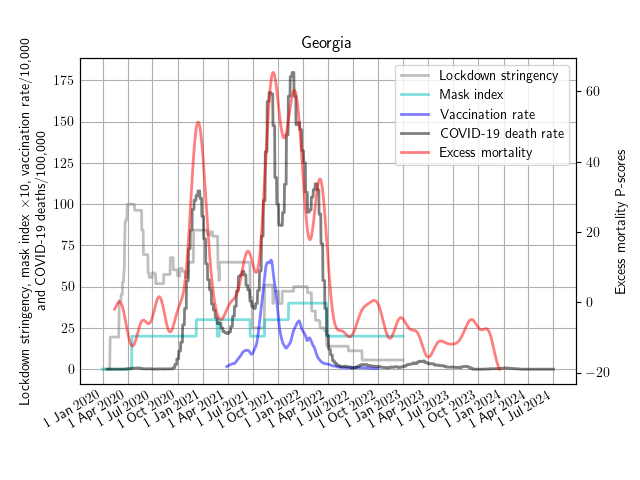 Georgia
Lockdown stringency, mask index ×10, vaccination rate/10,000
and COVID-19 deaths/100,000
175
150
125
100
75
50
25
0
Lockdown stringency
Mask index
Vaccination rate
COVID-19 death rate
Excess mortality
60
40
20
0
−20
Excess mortality P-scores
1 Jan 2020
1 Apr 2020
1 Jul 2020
1 Oct 2020
1 Jan 2021
1 Apr 2021
1 Jul 2021
1 Oct 2021
1 Jan 2022
1 Apr 2022
1 Jul 2022
1 Oct 2022
1 Jan 2023
1 Apr 2023
1 Jul 2023
1 Oct 2023
1 Jan 2024
1 Apr 2024
1 Jul 2024